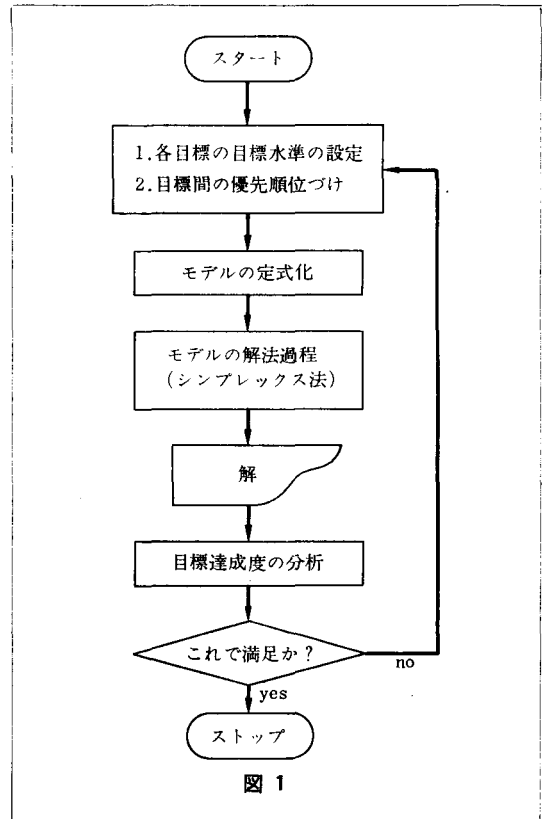 スタート
1.各目標の目標水準の設定
2.目標間の優先順位づけ
モデルの定式化
モデルの解法過程
(シンプレックス法)
解
目標達成度の分析
これで満足か?
no
yes
ストップ
図 1